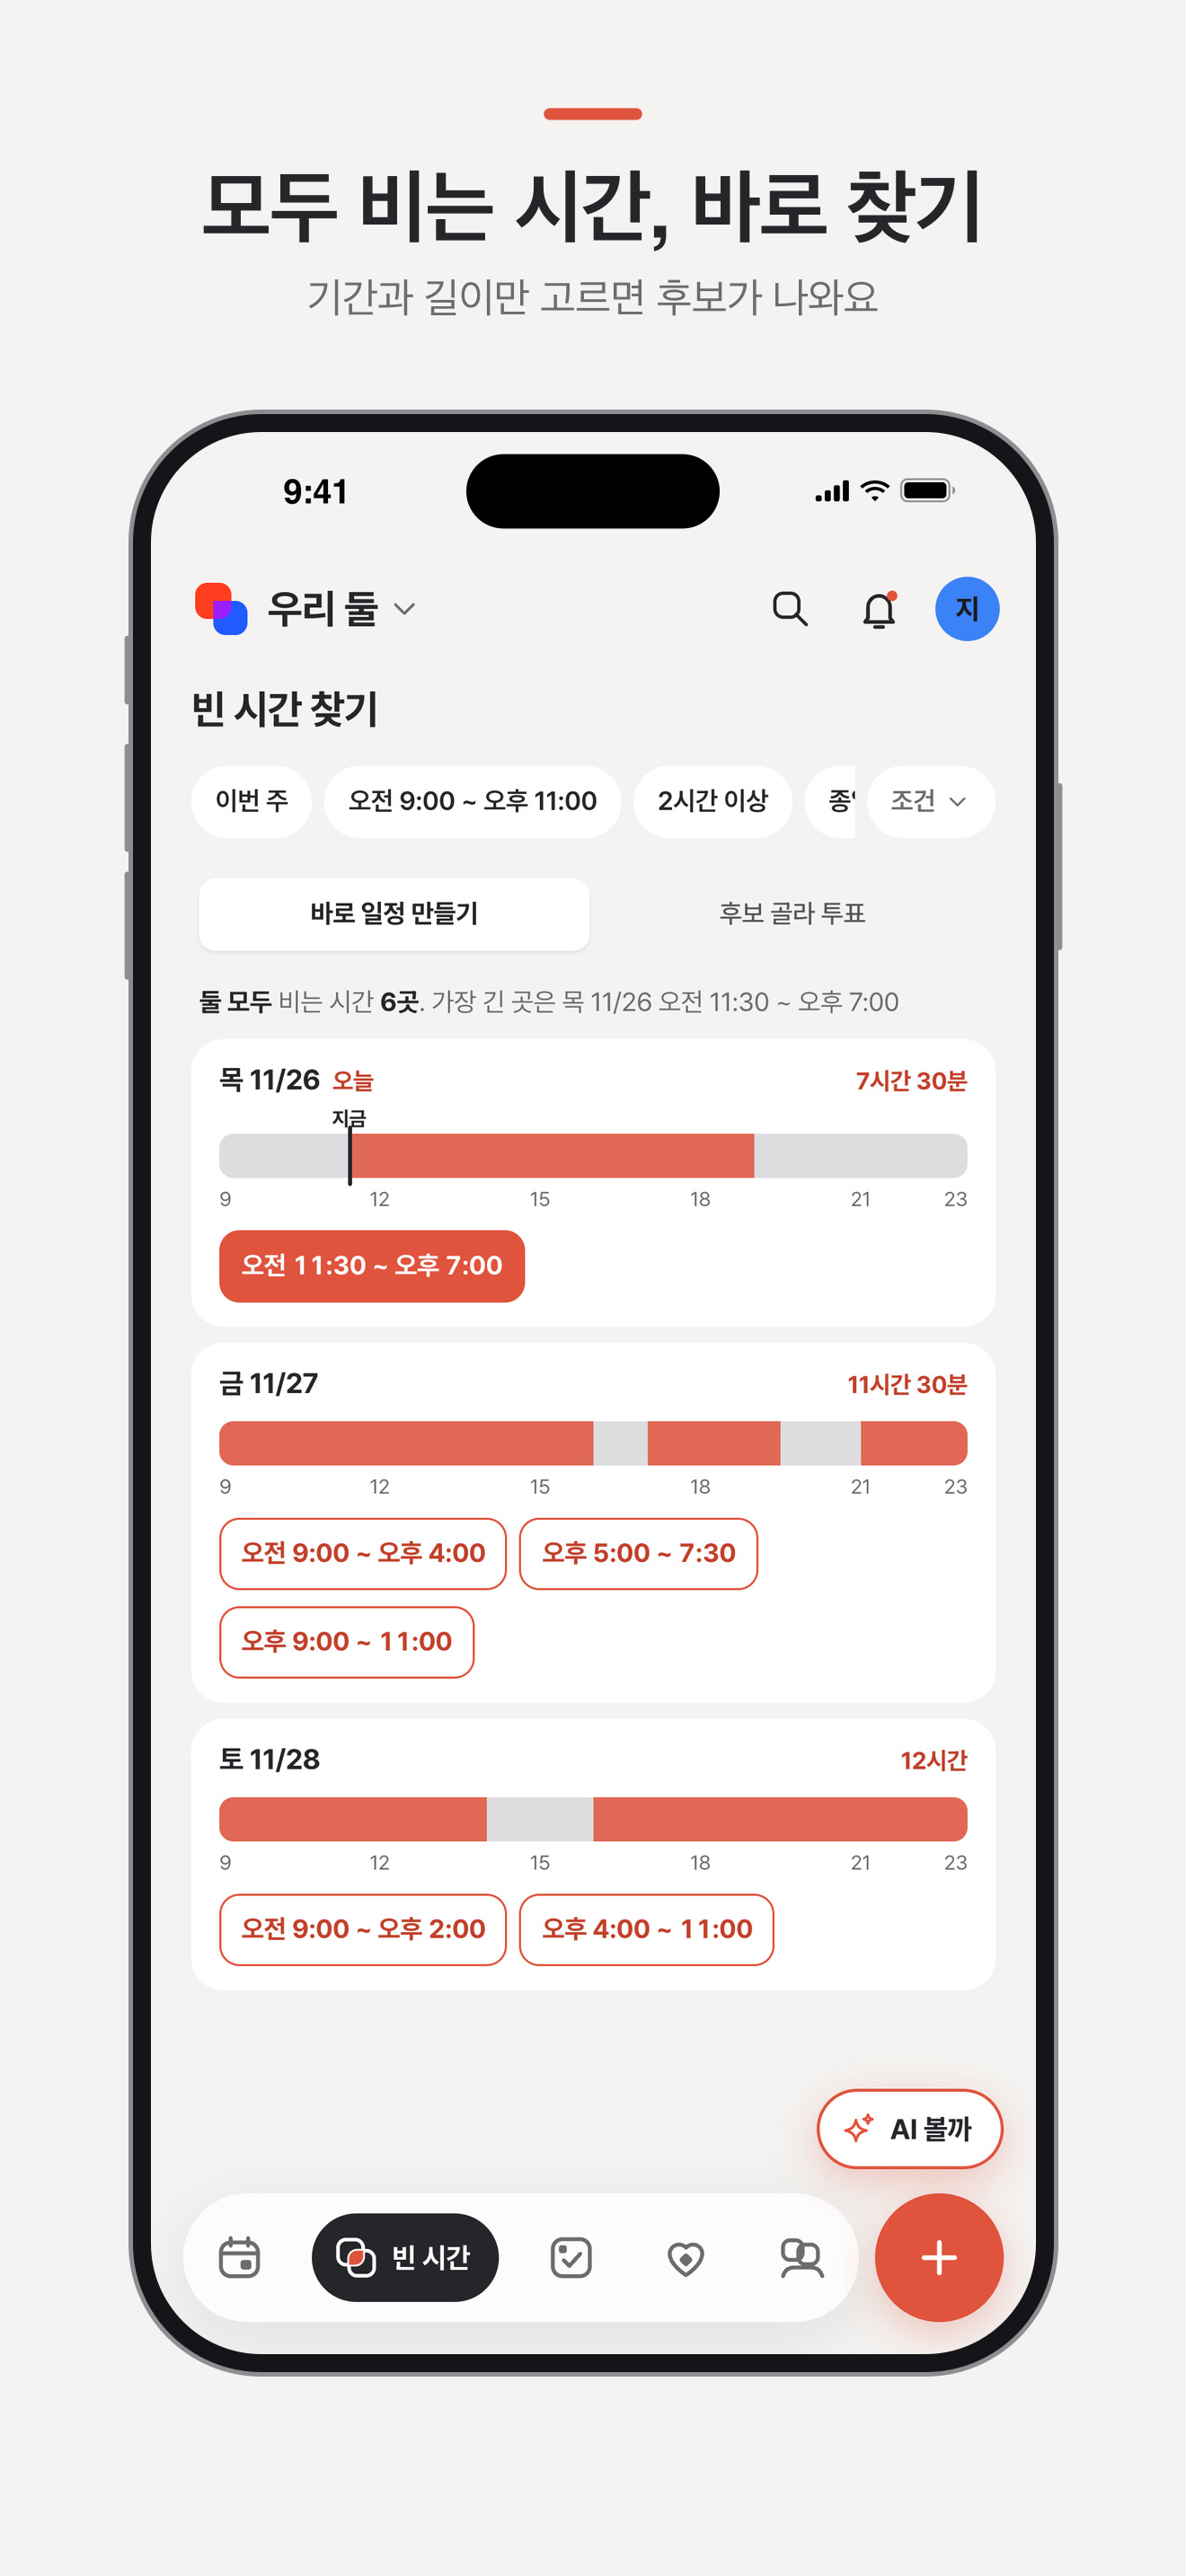 모두 비는 시간, 바로 찾기
기간과 길이만 고르면 후보가 나와요
9:41
우리 둘
지
빈 시간 찾기
이번 주 오전 9:00 ~ 오후 11:00 2시간 이상 조건
바로 일정 만들기 후보 골라 투표
둘 모두 비는 시간 6곳. 가장 긴 곳은 목 11/26 오전 11:30 ~ 오후 7:00
목 11/26 오늘 7시간 30분
지금
9 12 15 18 21 23
오전 11:30 ~ 오후 7:00
금 11/27 11시간 30분
9 12 15 18 21 23
오전 9:00 ~ 오후 4:00 오후 5:00 ~ 7:30
오후 9:00 ~ 11:00
토 11/28 12시간
9 12 15 18 21 23
오전 9:00 ~ 오후 2:00 오후 4:00 ~ 11:00
AI 볼까
빈 시간